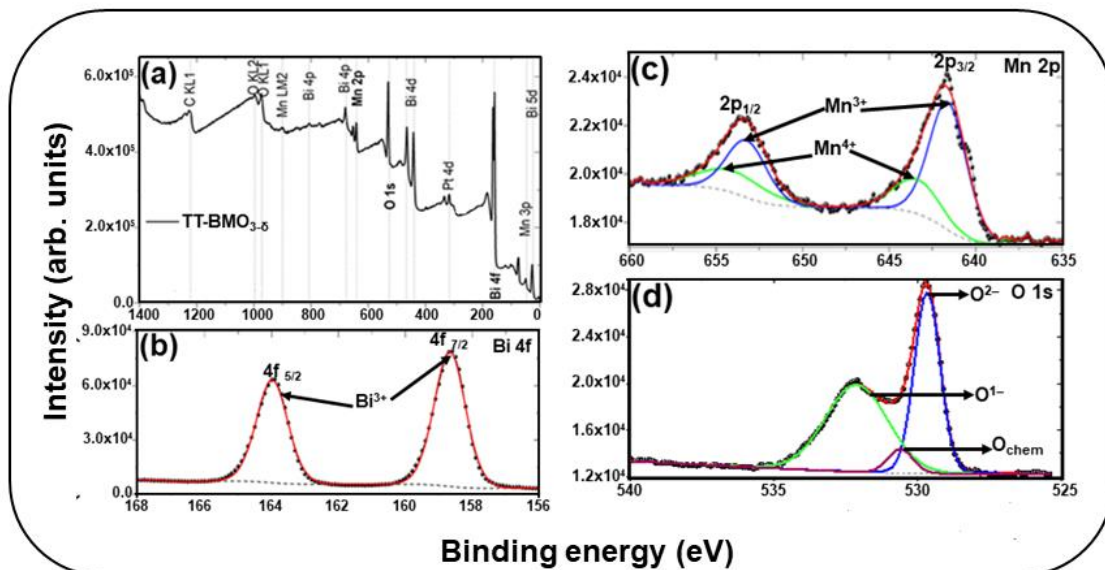 Intensity (arb. units)
(a)
C KL1
O KL2
O KL1
Mn LM2
Bi 4p
Bi 4p
Mn 2p
Bi 4d
O 1s
Pt 4d
Bi 4f
Mn 3p
Bi 5d
TT-BMO₃₋δ
6.0x10⁵
4.0x10⁵
2.0x10⁵
0.0
1400 1200 1000 800 600 400 200 0
(b)
Bi 4f
4f 5/2
4f 7/2
Bi³⁺
9.0x10⁴
6.0x10⁴
3.0x10⁴
0.0
168 166 164 162 160 158 156
(c)
Mn 2p
2p1/2
2p3/2
Mn³⁺
Mn⁴⁺
2.4x10⁴
2.2x10⁴
2.0x10⁴
1.8x10⁴
660 655 650 645 640 635
(d)
O 1s
O²⁻
O¹⁻
Ochem
2.8x10⁴
2.4x10⁴
2.0x10⁴
1.6x10⁴
1.2x10⁴
540 535 530 525
Binding energy (eV)